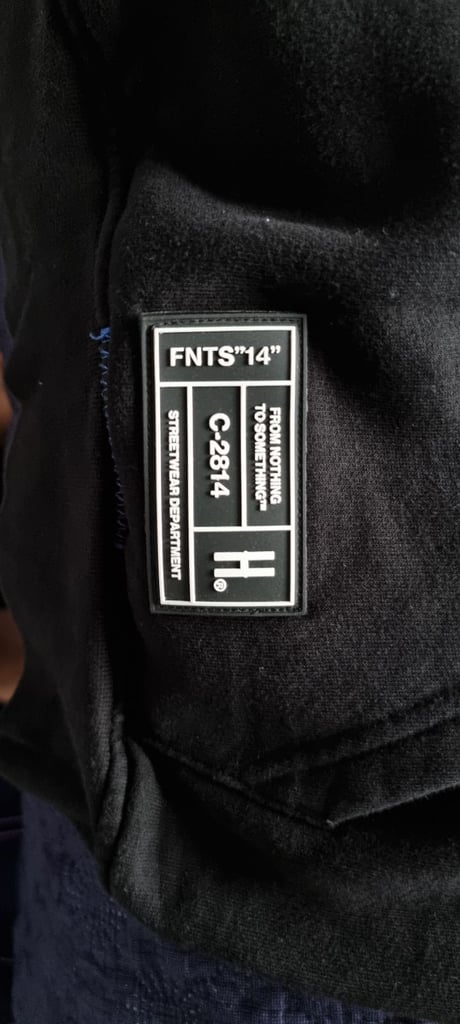 FNTS”14”
FROM NOTHING
TO SOMETHING™
C-2814
STREETWEAR DEPARTMENT
H.®